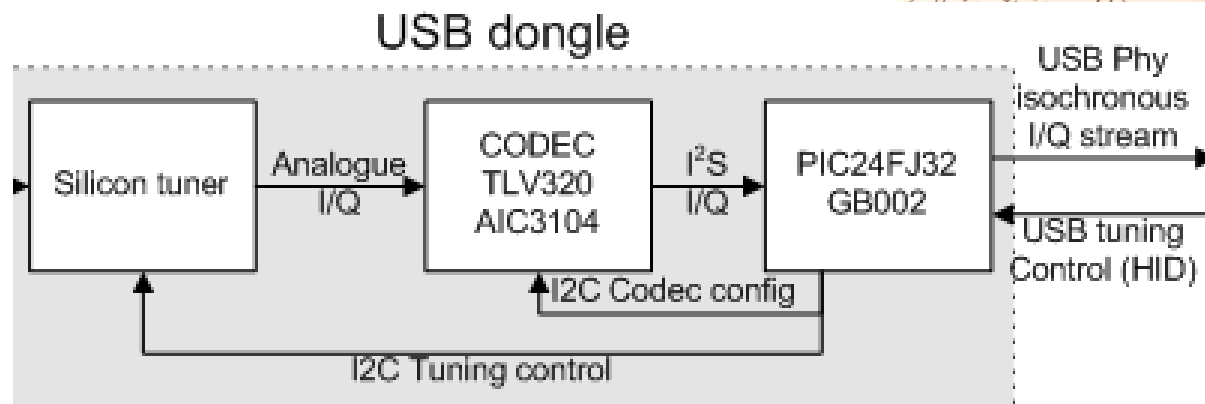 USB dongle
USB Phy
isochronous
I/Q stream
Silicon tuner
Analogue
I/Q
CODEC
TLV320
AIC3104
I²S
I/Q
PIC24FJ32
GB002
USB tuning
Control (HID)
I2C Codec config
I2C Tuning control